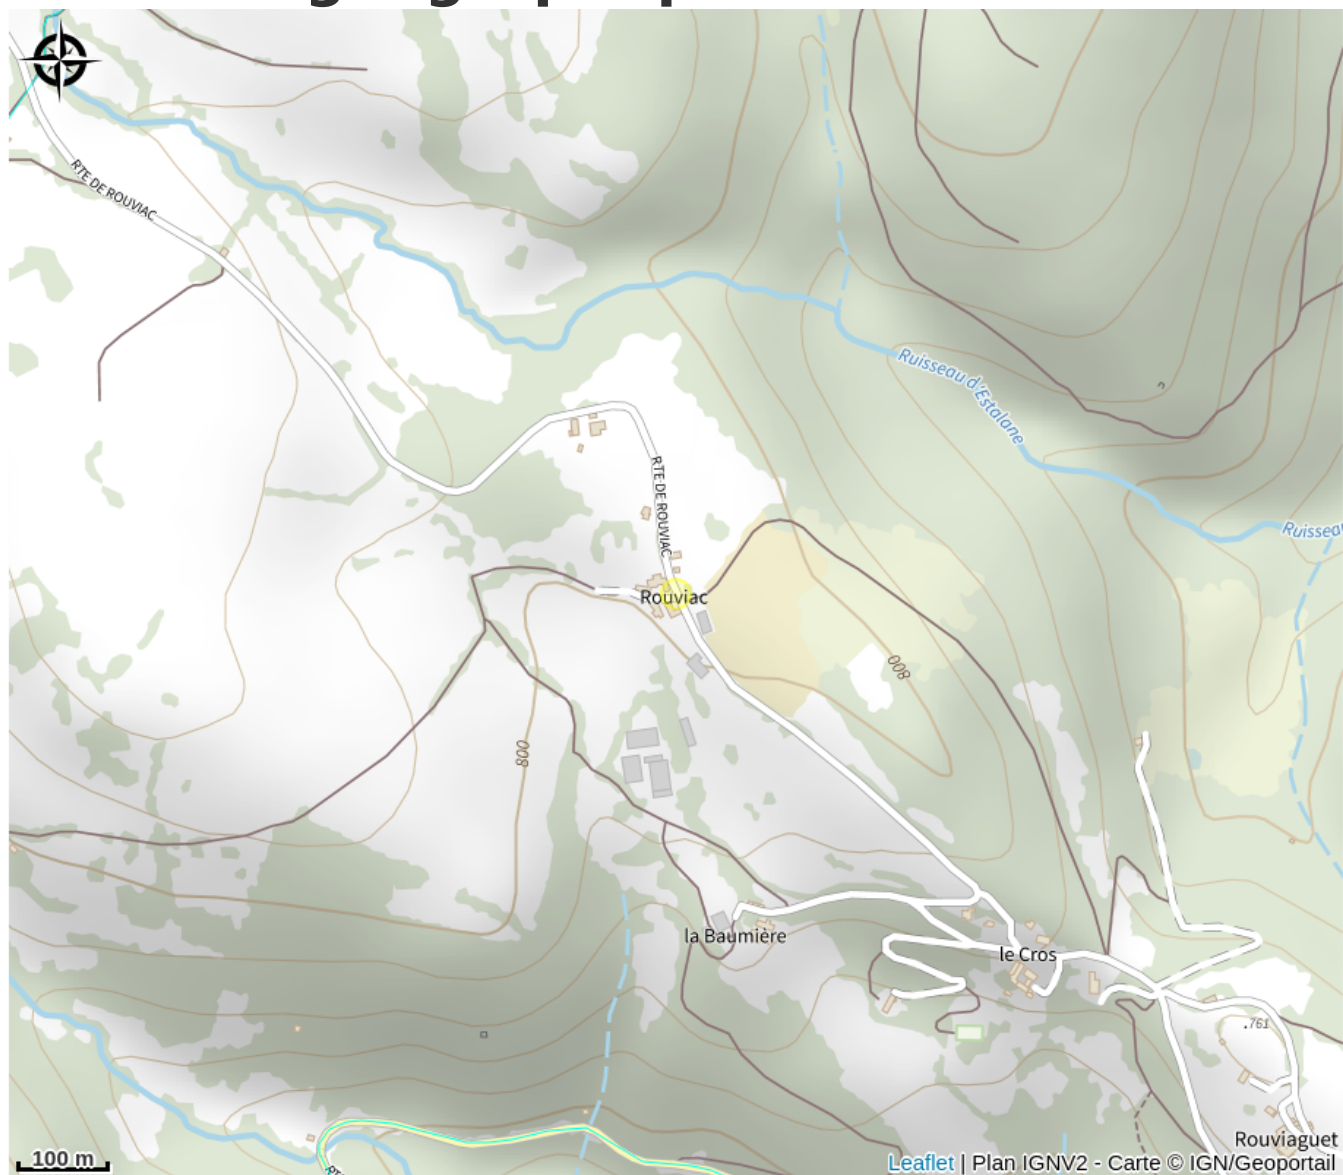 RTE DE ROUVIAC
Ruisseau d'Estalane
RTE DE ROUVIAC
Ruisseau
Rouviac
800
800
la Baumière
le Cros
.761
Rouviaguet
100 m
Leaflet | Plan IGNV2 - Carte © IGN/Geoportail